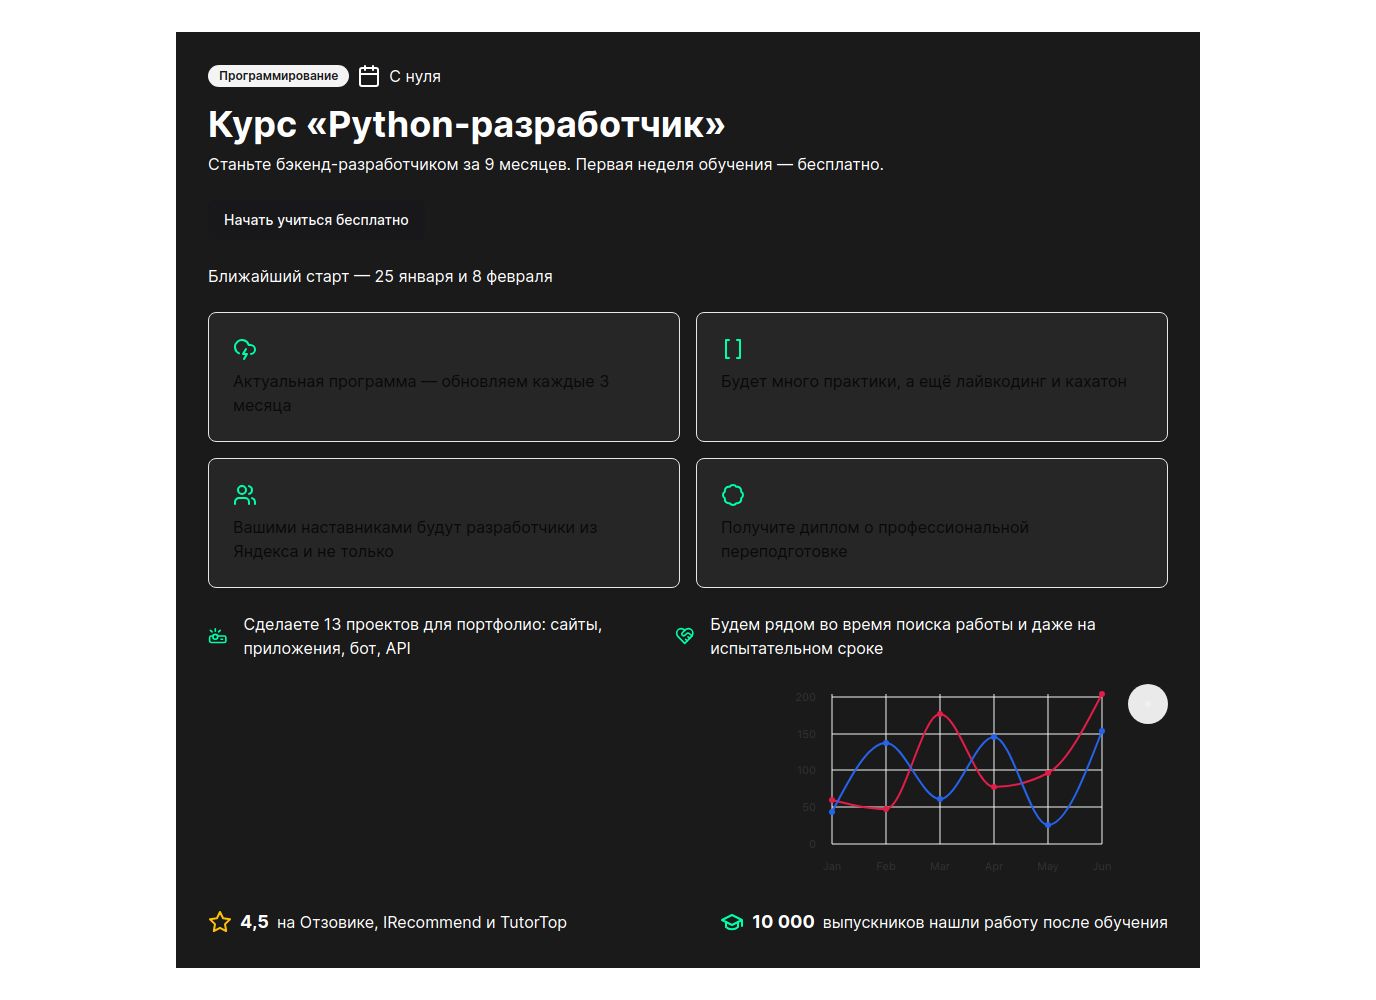 Программирование
С нуля
Курс «Python-разработчик»
Станьте бэкенд-разработчиком за 9 месяцев. Первая неделя обучения — бесплатно.
Начать учиться бесплатно
Ближайший старт — 25 января и 8 февраля
Актуальная программа — обновляем каждые 3
месяца
Будет много практики, а ещё лайвкодинг и кахатон
Вашими наставниками будут разработчики из
Яндекса и не только
Получите диплом о профессиональной
переподготовке
Сделаете 13 проектов для портфолио: сайты,
приложения, бот, API
Будем рядом во время поиска работы и даже на
испытательном сроке
200
150
100
50
0
Jan Feb Mar Apr May Jun
4,5 на Отзовике, IRecommend и TutorTop
10 000 выпускников нашли работу после обучения